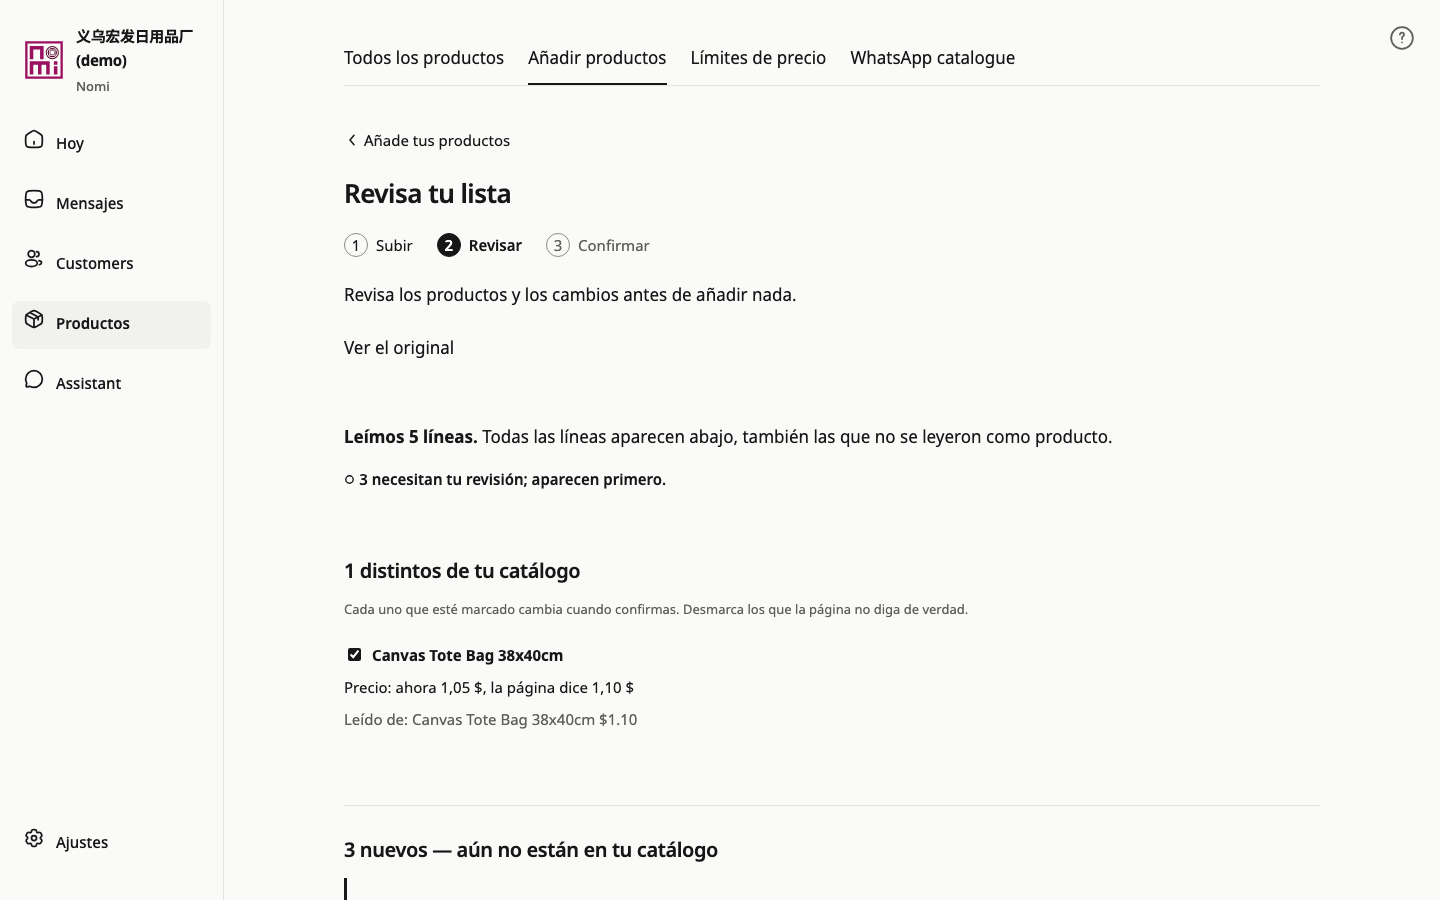 义乌宏发日用品厂
(demo)
Nomi
Hoy
Mensajes
Customers
Productos
Assistant
Ajustes
Todos los productos
Añadir productos
Límites de precio
WhatsApp catalogue
Añade tus productos
Revisa tu lista
1 Subir
2 Revisar
3 Confirmar
Revisa los productos y los cambios antes de añadir nada.
Ver el original
Leímos 5 líneas. Todas las líneas aparecen abajo, también las que no se leyeron como producto.
3 necesitan tu revisión; aparecen primero.
1 distintos de tu catálogo
Cada uno que esté marcado cambia cuando confirmas. Desmarca los que la página no diga de verdad.
Canvas Tote Bag 38x40cm
Precio: ahora 1,05 $, la página dice 1,10 $
Leído de: Canvas Tote Bag 38x40cm $1.10
3 nuevos — aún no están en tu catálogo